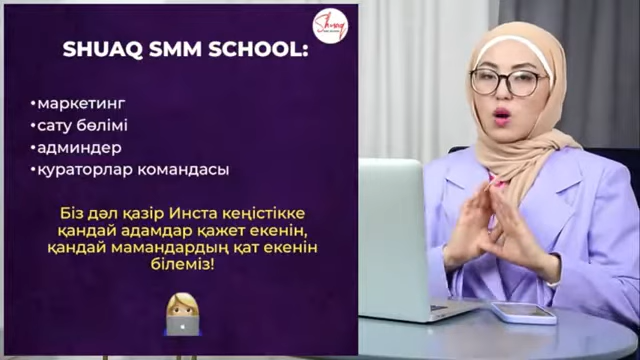 Shuaq
SHUAQ SMM SCHOOL:
•маркетинг
•сату бөлімі
•админдер
•кураторлар командасы
Біз дәл қазір Инста кеңістікке
қандай адамдар қажет екенін,
қандай мамандардың қат екенін
білеміз!